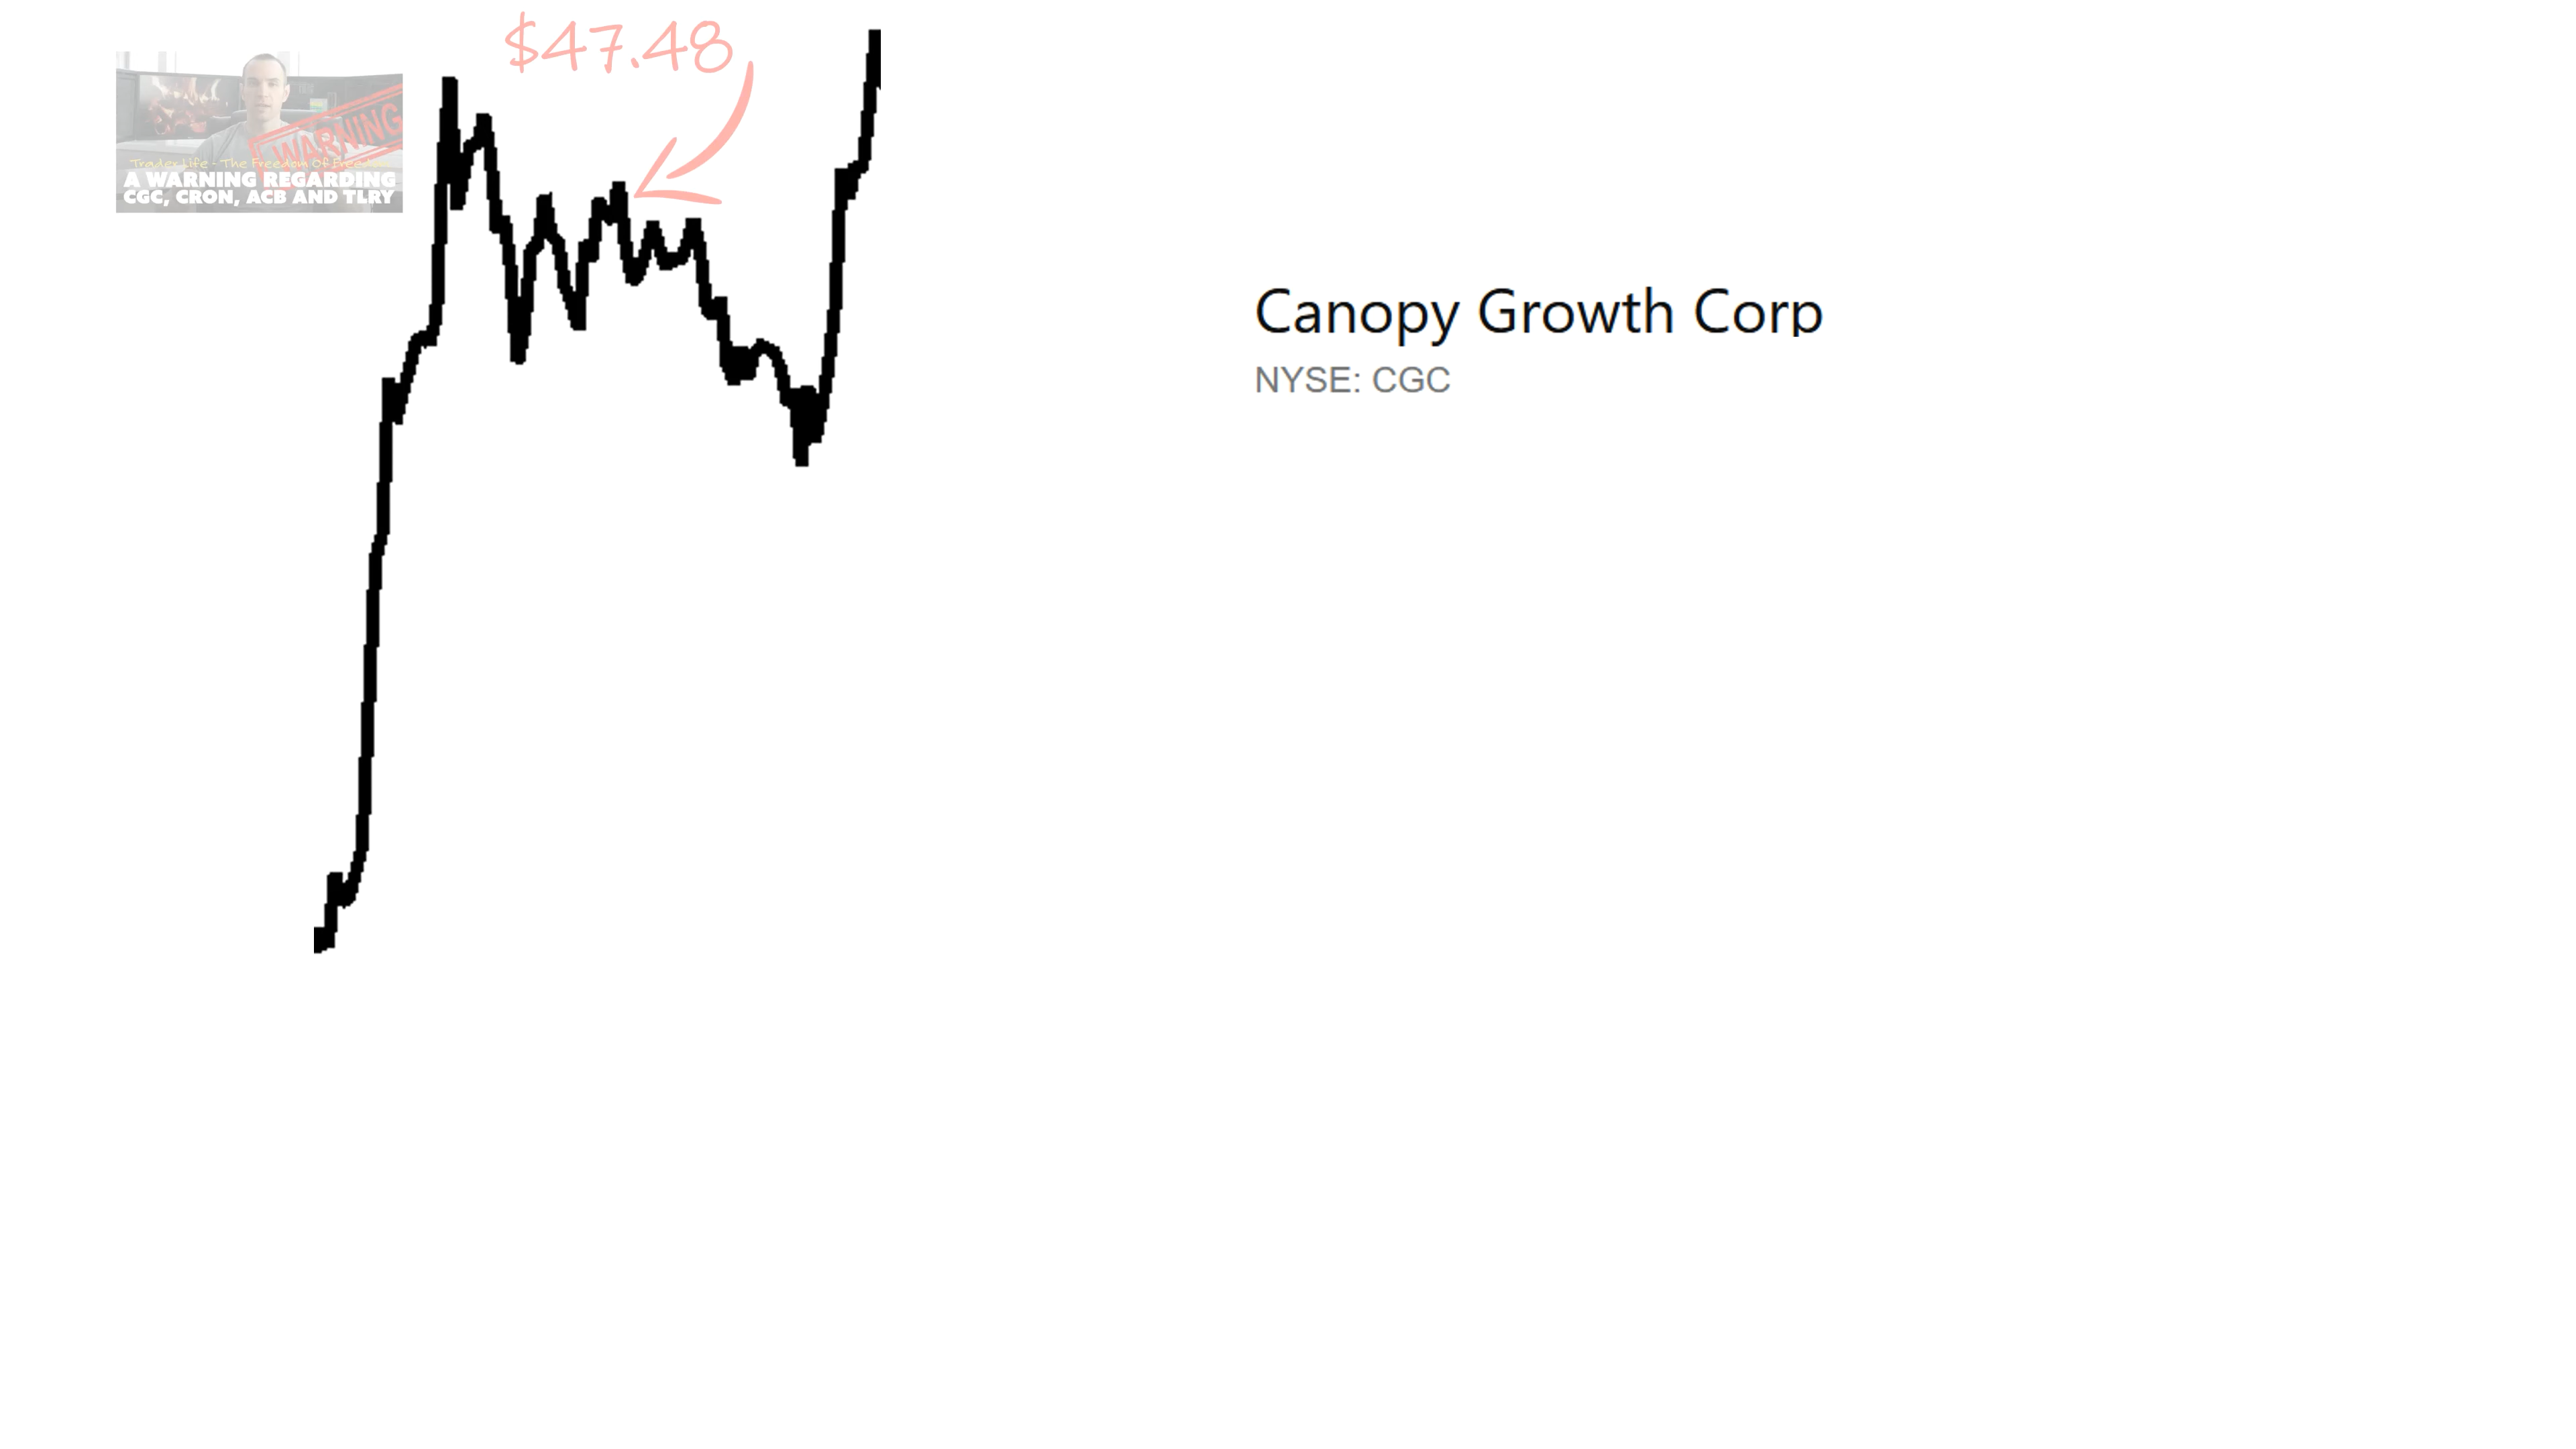 $47.48
WARNING
Trader Life - The Freedom Of Freedom
A WARNING REGARDING
CGC, CRON, ACB AND TLRY
Canopy Growth Corp
NYSE: CGC